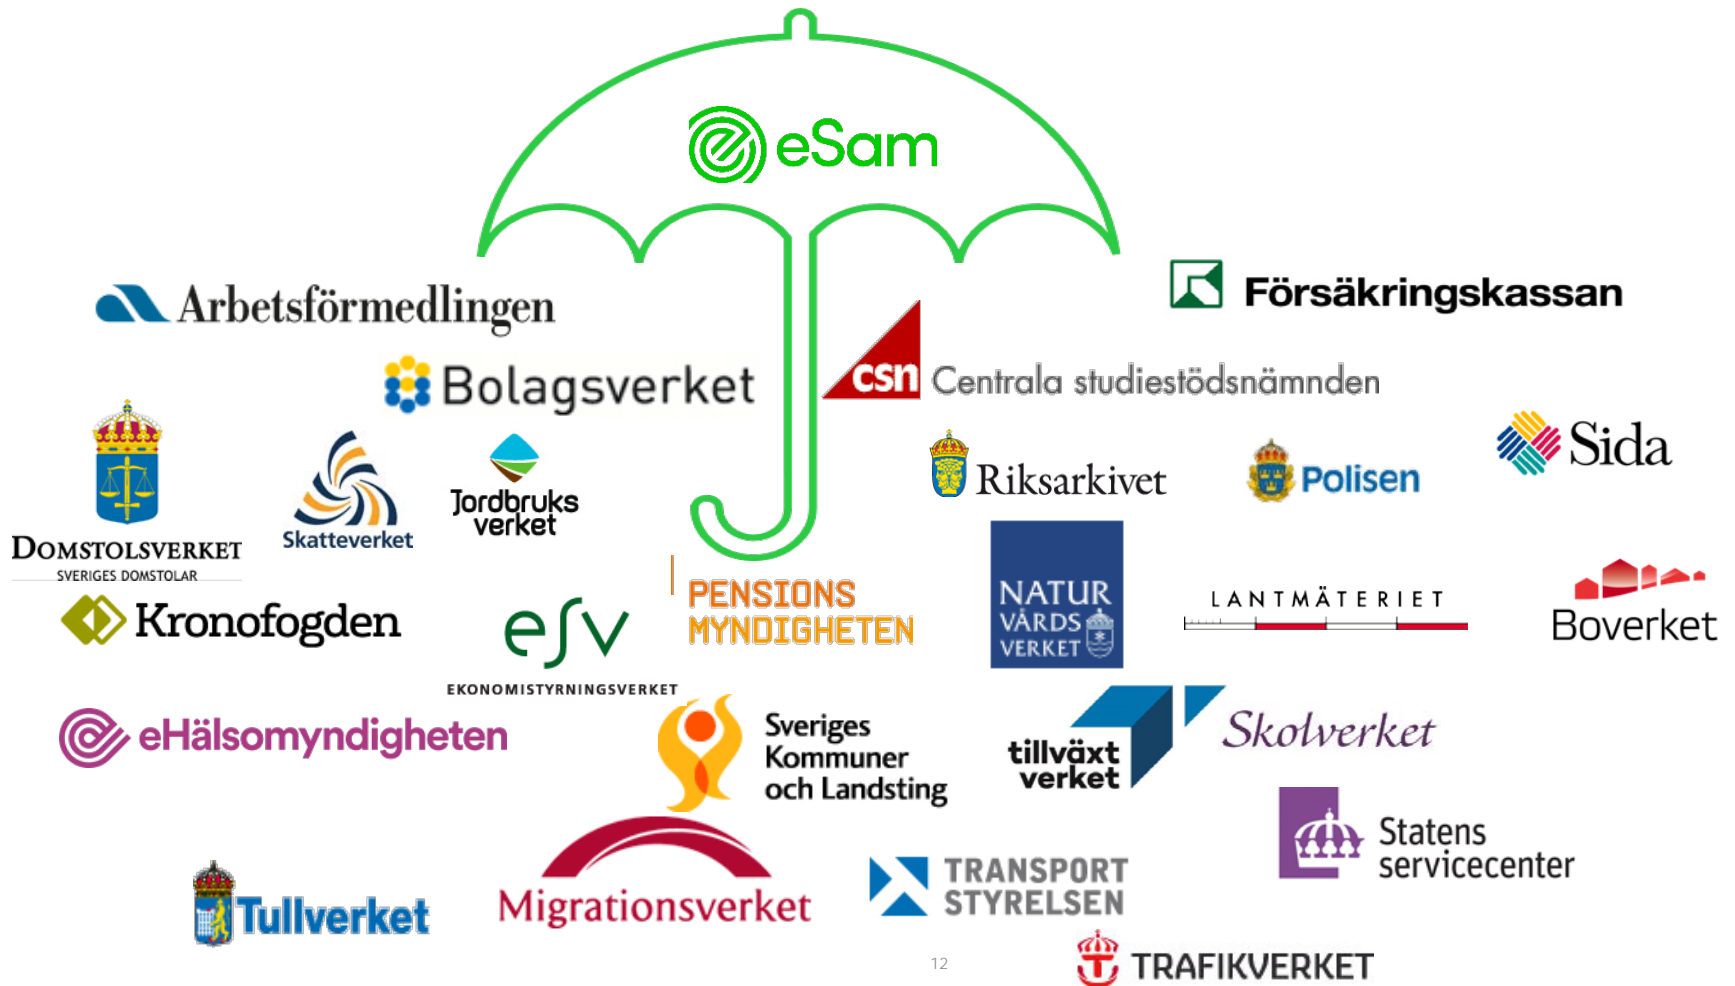 eSam
Försäkringskassan
Arbetsförmedlingen
Bolagsverket
csn Centrala studiestödsnämnden
Sida
Riksarkivet
Polisen
Jordbruks
verket
Skatteverket
DOMSTOLSVERKET
SVERIGES DOMSTOLAR
Kronofogden
esv
EKONOMISTYRNINGSVERKET
PENSIONS
MYNDIGHETEN
NATUR
VÅRDS
VERKET
LANTMÄTERIET
Boverket
eHälsomyndigheten
Sveriges
Kommuner
och Landsting
tillväxt
verket
Skolverket
Statens
servicecenter
Tullverket
Migrationsverket
TRANSPORT
STYRELSEN
TRAFIKVERKET
12